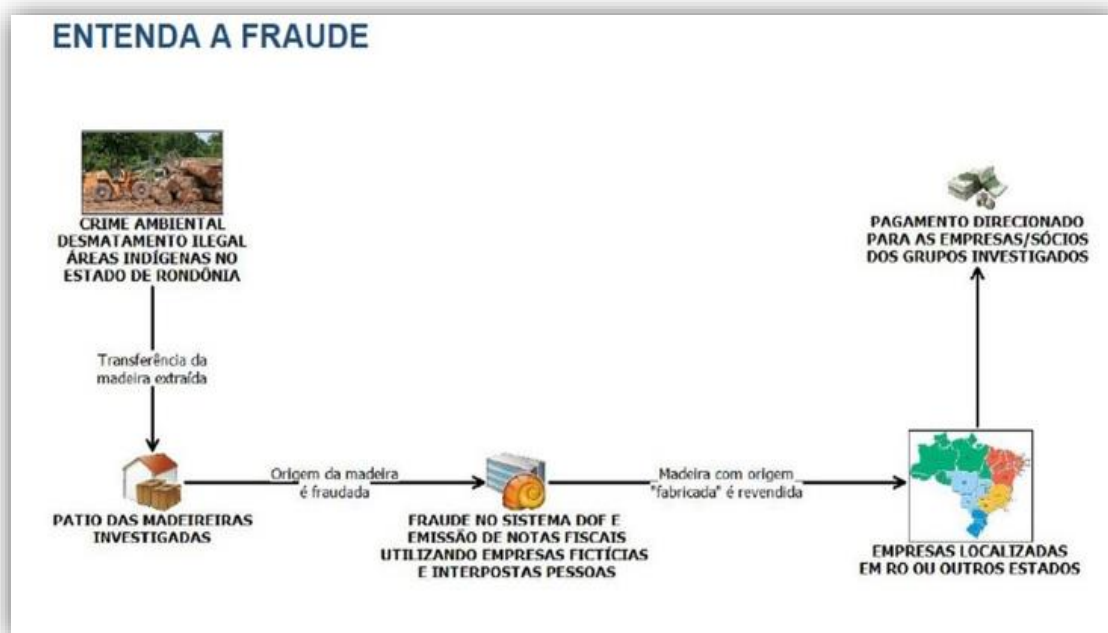 ENTENDA A FRAUDE
CRIME AMBIENTAL
DESMATAMENTO ILEGAL
ÁREAS INDÍGENAS NO
ESTADO DE RONDÔNIA
Transferência da
madeira extraída
PATIO DAS MADEIREIRAS
INVESTIGADAS
Origem da madeira
é fraudada
FRAUDE NO SISTEMA DOF E
EMISSÃO DE NOTAS FISCAIS
UTILIZANDO EMPRESAS FICTÍCIAS
E INTERPOSTAS PESSOAS
Madeira com origem
"fabricada" é revendida
EMPRESAS LOCALIZADAS
EM RO OU OUTROS ESTADOS
PAGAMENTO DIRECIONADO
PARA AS EMPRESAS/SÓCIOS
DOS GRUPOS INVESTIGADOS